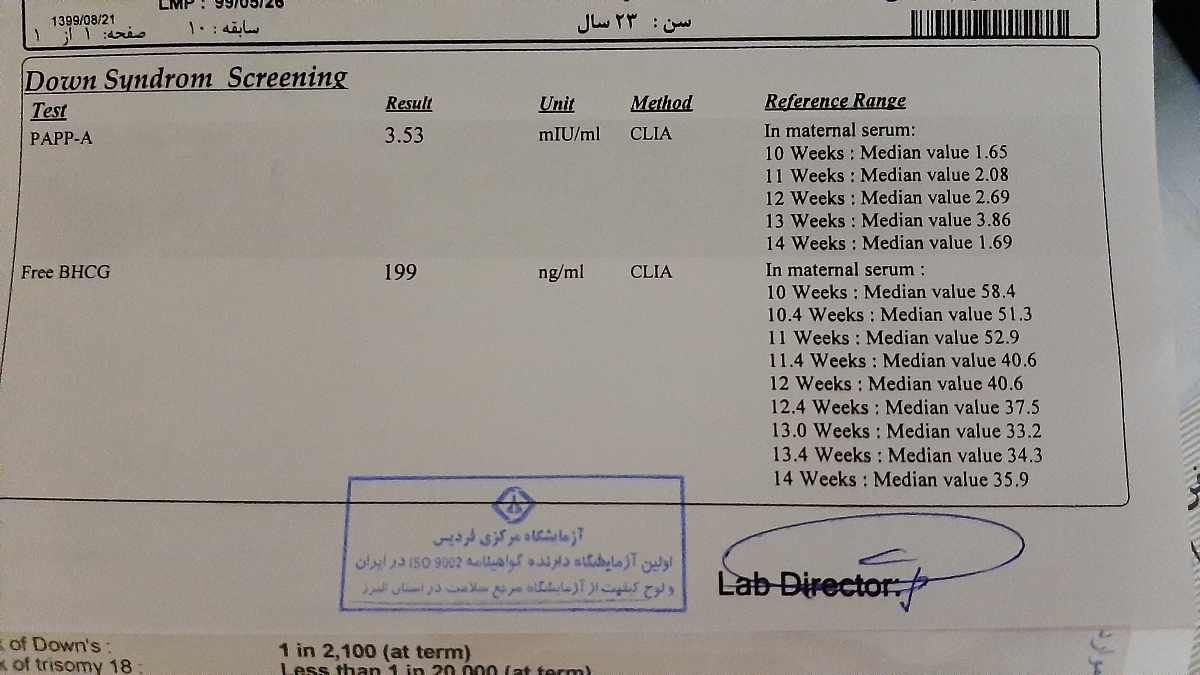 LMP : 99/05/26
1399/08/21
سن : ۲۳ سال
سابقه : ۱۰
صفحه: ۱ از ۱
Down Syndrom Screening
Test Result Unit Method Reference Range
PAPP-A 3.53 mIU/ml CLIA In maternal serum:
10 Weeks : Median value 1.65
11 Weeks : Median value 2.08
12 Weeks : Median value 2.69
13 Weeks : Median value 3.86
14 Weeks : Median value 1.69
Free BHCG 199 ng/ml CLIA In maternal serum :
10 Weeks : Median value 58.4
10.4 Weeks : Median value 51.3
11 Weeks : Median value 52.9
11.4 Weeks : Median value 40.6
12 Weeks : Median value 40.6
12.4 Weeks : Median value 37.5
13.0 Weeks : Median value 33.2
13.4 Weeks : Median value 34.3
14 Weeks : Median value 35.9
آزمایشگاه مرکزی فردیس
اولین آزمایشگاه دارنده گواهینامه ISO 9002 در ایران
و لوح کیفیت از آزمایشگاه مرجع سلامت در استان البرز
Lab Director:
of Down's : 1 in 2,100 (at term)
of trisomy 18 : Less than 1 in 20,000 (at term)